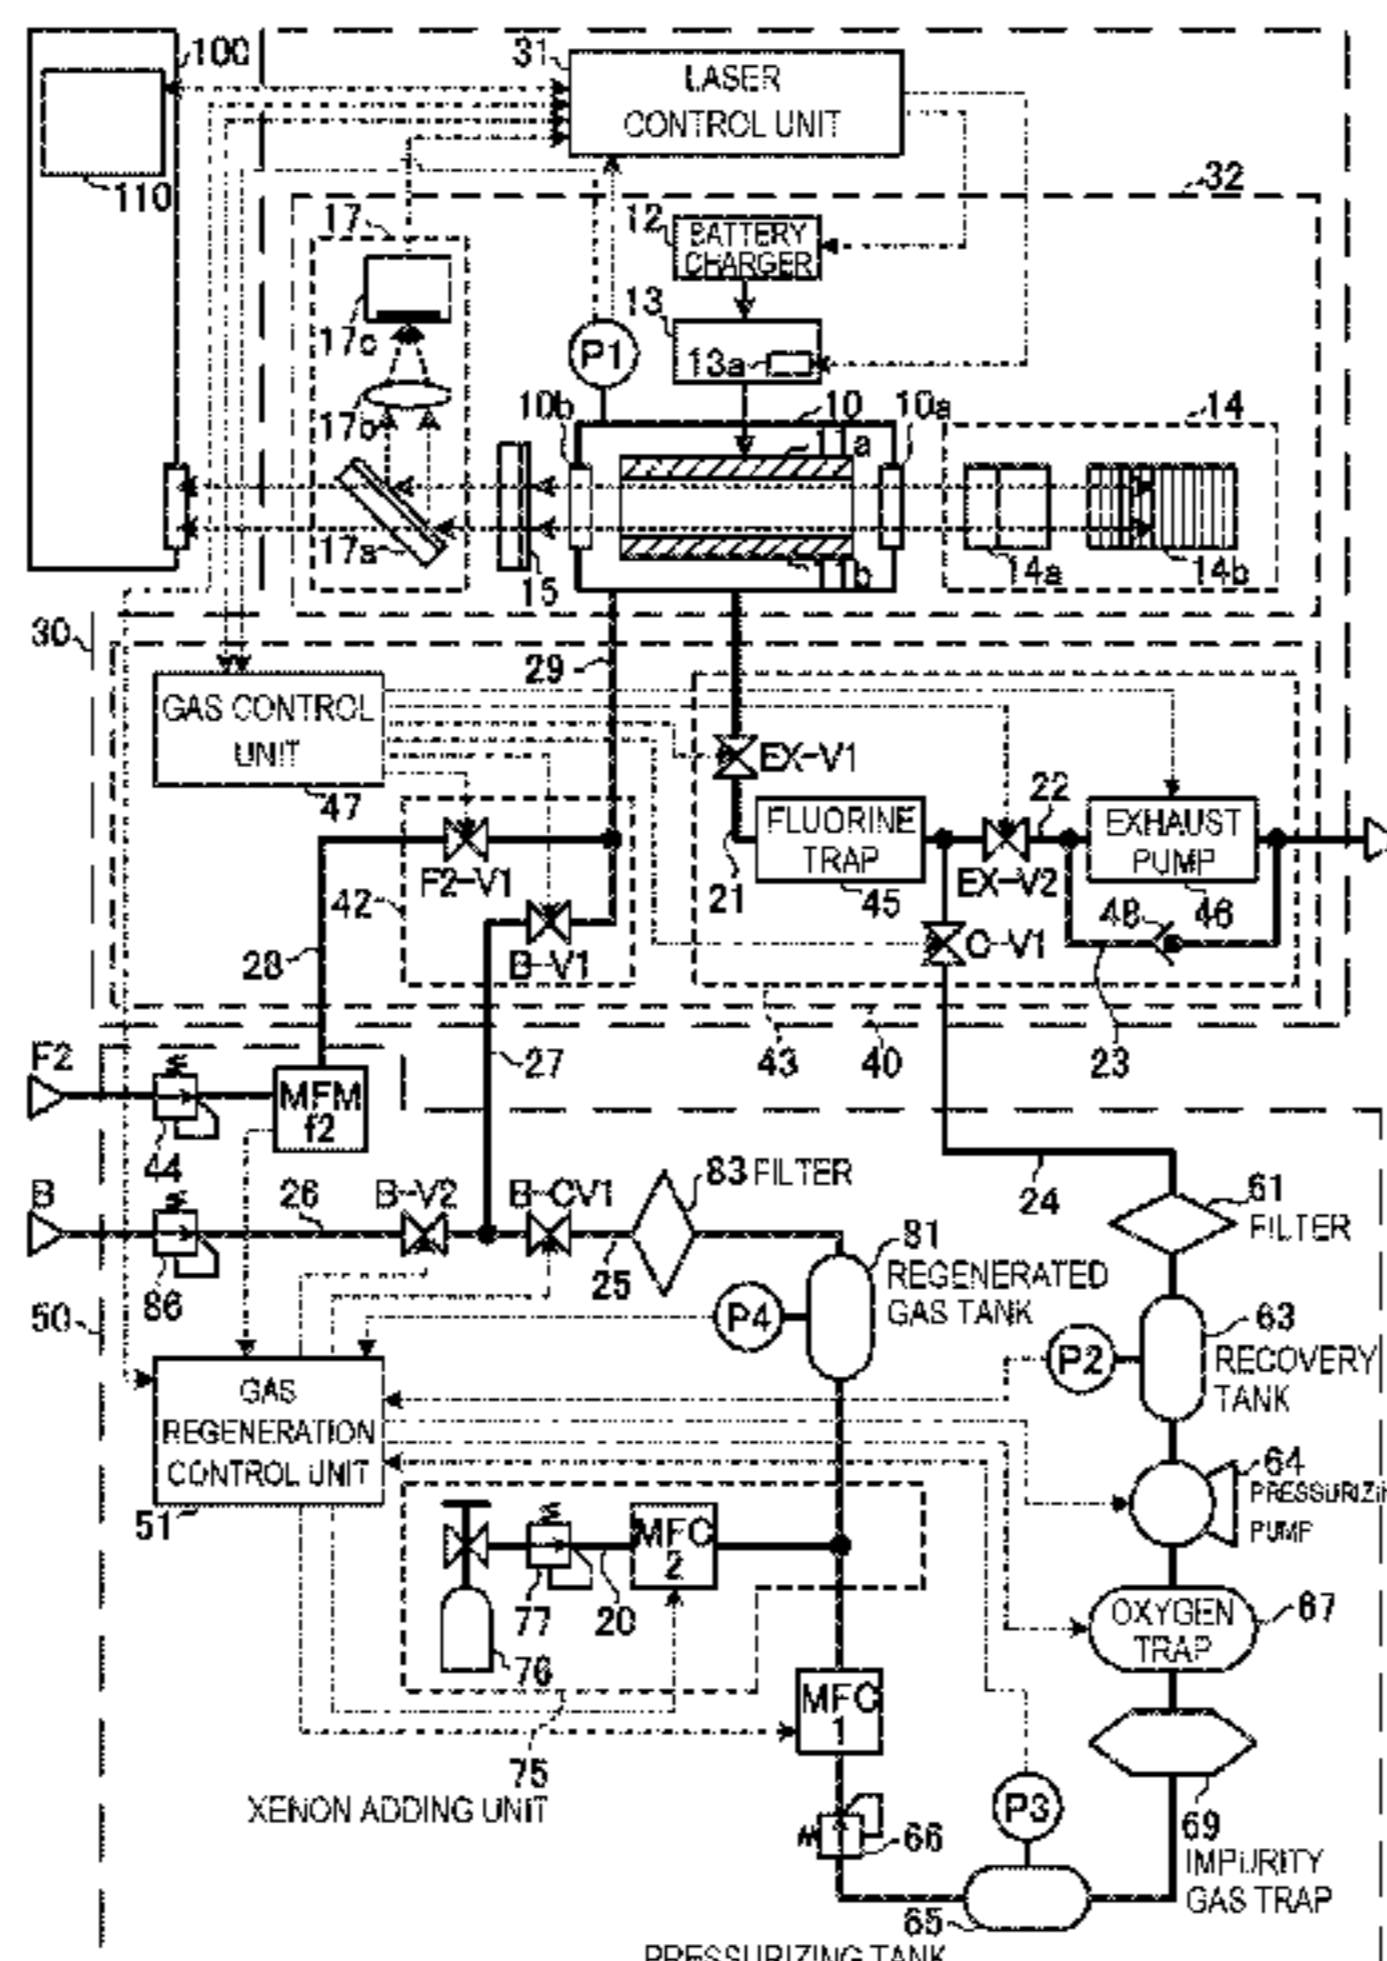 100
31
LASER
CONTROL UNIT
110
32
17
12
BATTERY
CHARGER
13
17c
P1
13a
10b
10
10a
14
17b
11a
17a
15
11b
14a
14b
30
29
GAS CONTROL
UNIT
47
EX-V1
22
FLUORINE
TRAP
EXHAUST
PUMP
F2-V1
42
21
45
EX-V2
48
46
28
B-V1
C-V1
F2
27
43
40
23
MFM
f2
44
83 FILTER
B
26
B-V2
B-CV1
24
61
FILTER
81
REGENERATED
GAS TANK
86
25
50
P4
63
P2
RECOVERY
TANK
GAS
REGENERATION
CONTROL UNIT
51
64
PRESSURIZI
PUMP
MFC
2
77
20
OXYGEN
TRAP
67
76
MFC
1
75
XENON ADDING UNIT
P3
66
69
IMPURITY
GAS TRAP
65
PRESSURIZING TANK